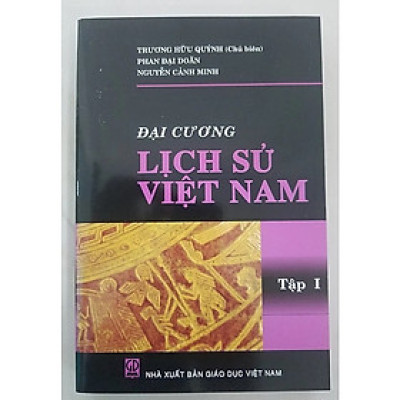 TRƯƠNG HỮU QUÝNH (Chủ biên)
PHAN ĐẠI DOÃN
NGUYỄN CẢNH MINH
ĐẠI CƯƠNG
LỊCH SỬ
VIỆT NAM
Tập I
NHÀ XUẤT BẢN GIÁO DỤC VIỆT NAM